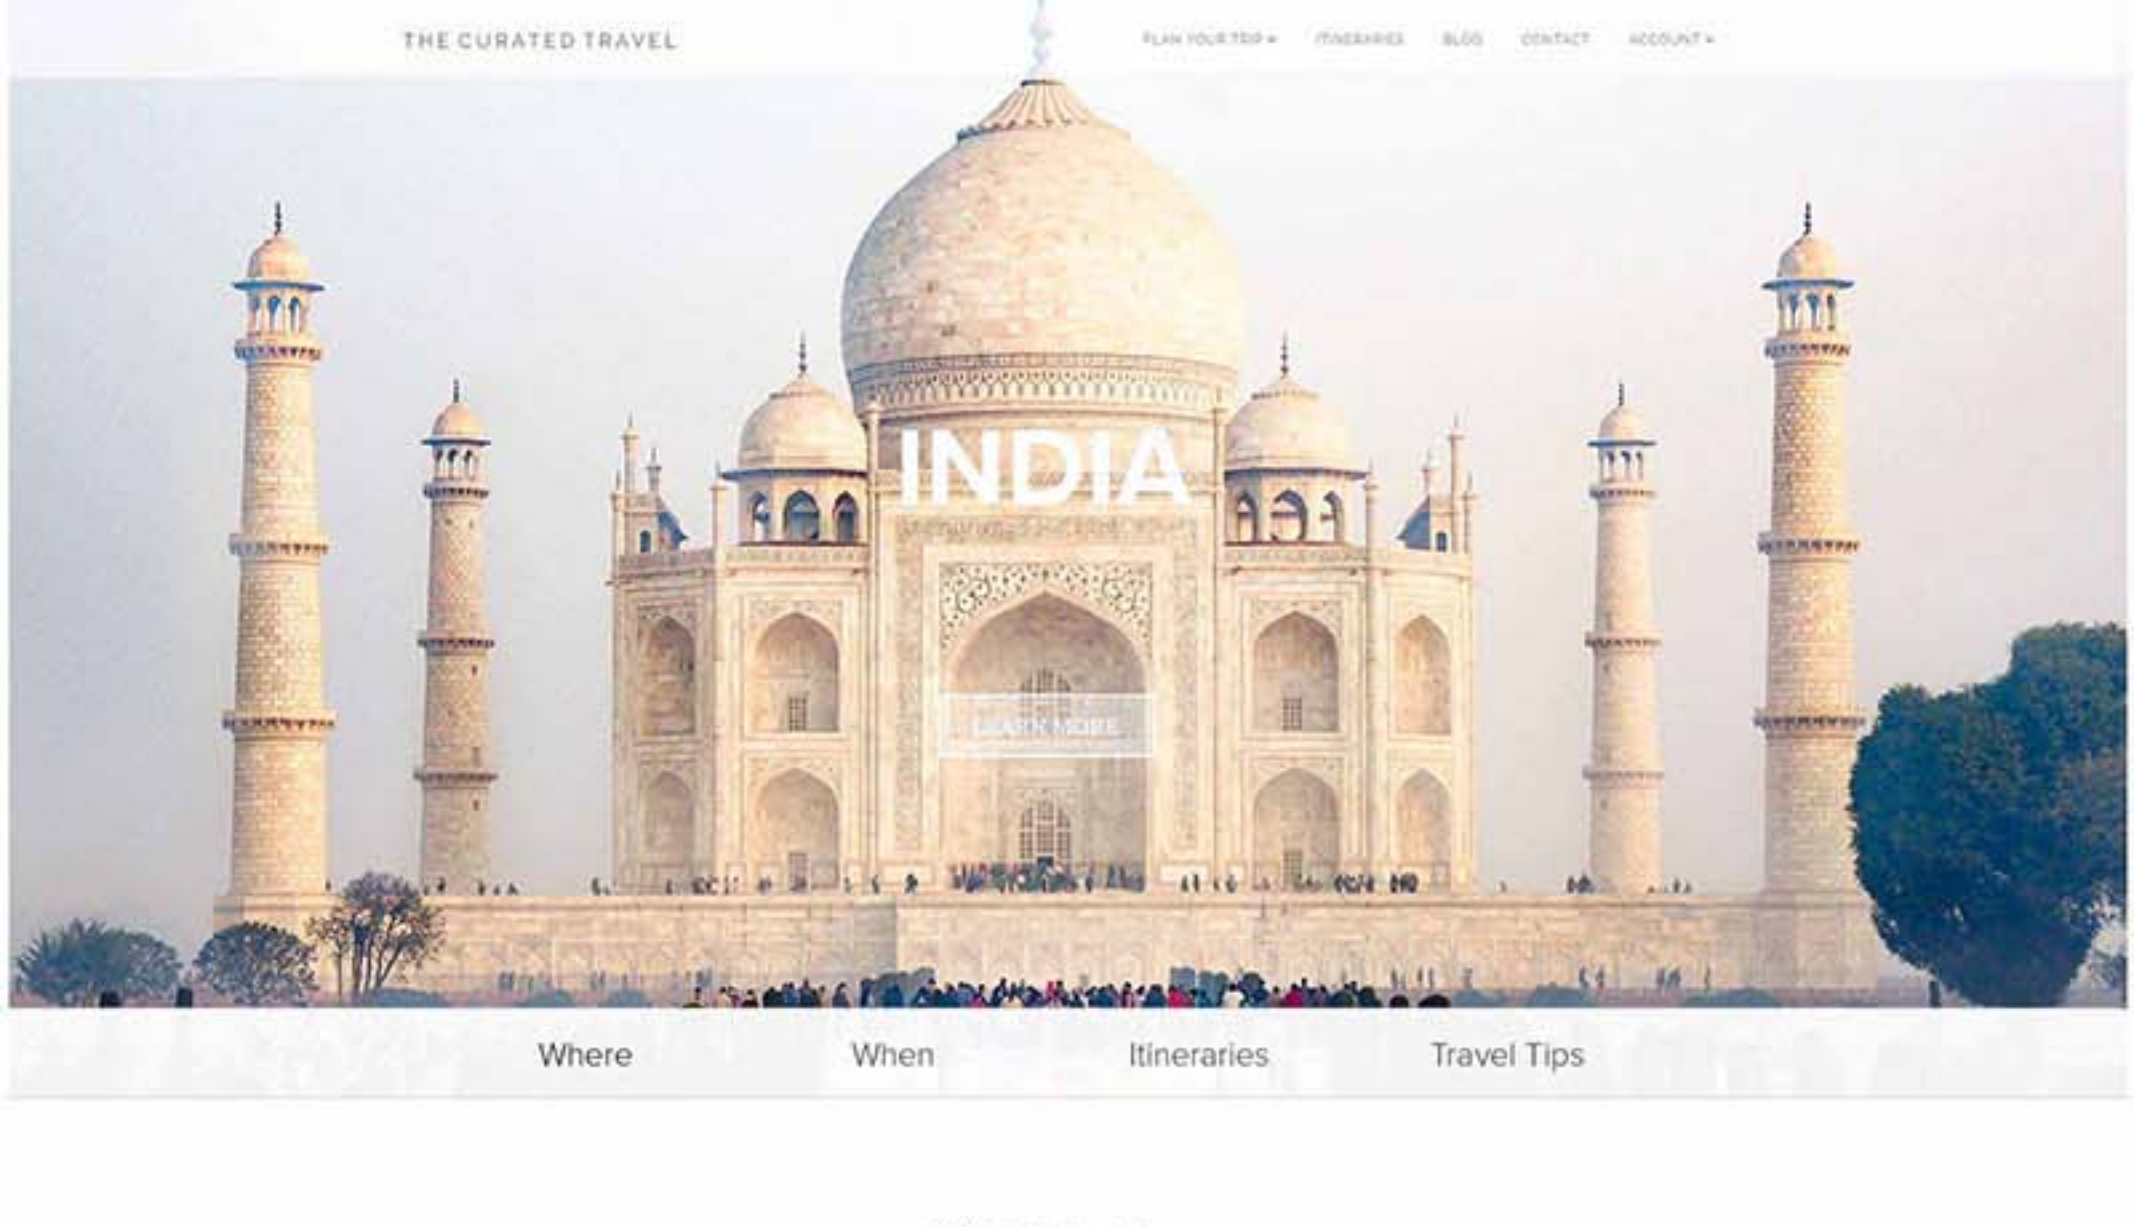 THE CURATED TRAVEL
PLAN YOUR TRIP ITINERARIES BLOG CONTACT ACCOUNT
INDIA
LEARN MORE
Where When Itineraries Travel Tips